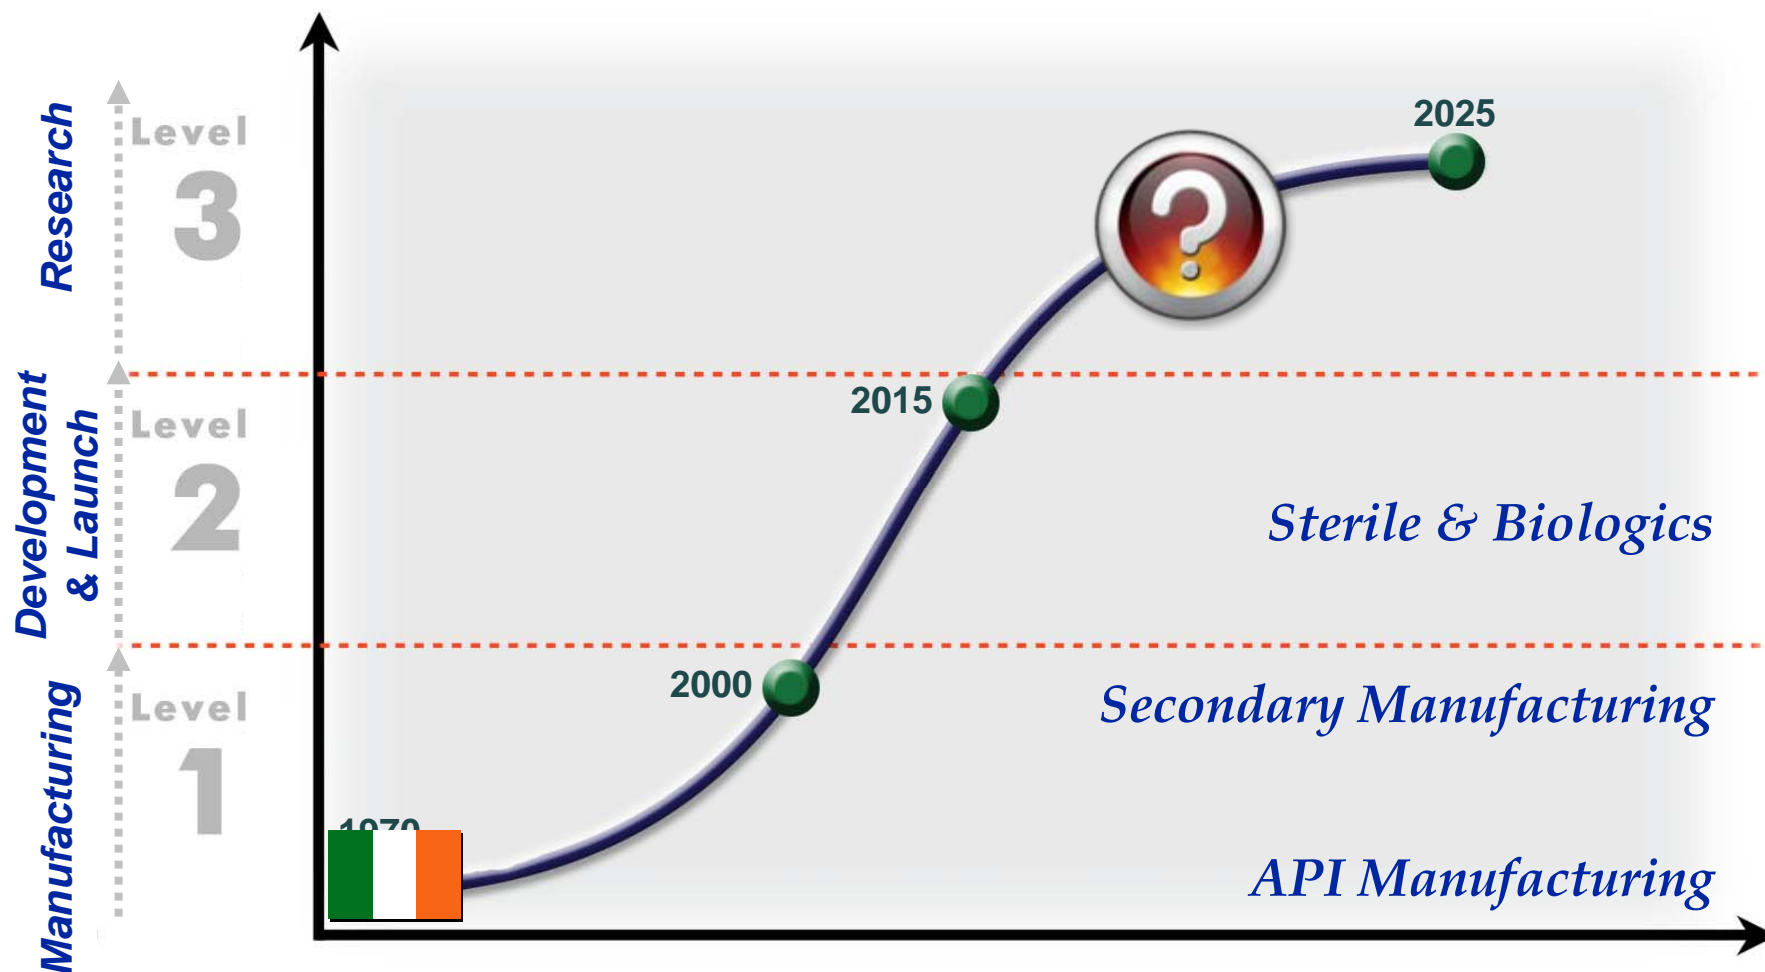 2025
Research
Level
3
?
2015
Development
& Launch
Level
2
Sterile & Biologics
2000
Manufacturing
Level
1
Secondary Manufacturing
1970
API Manufacturing